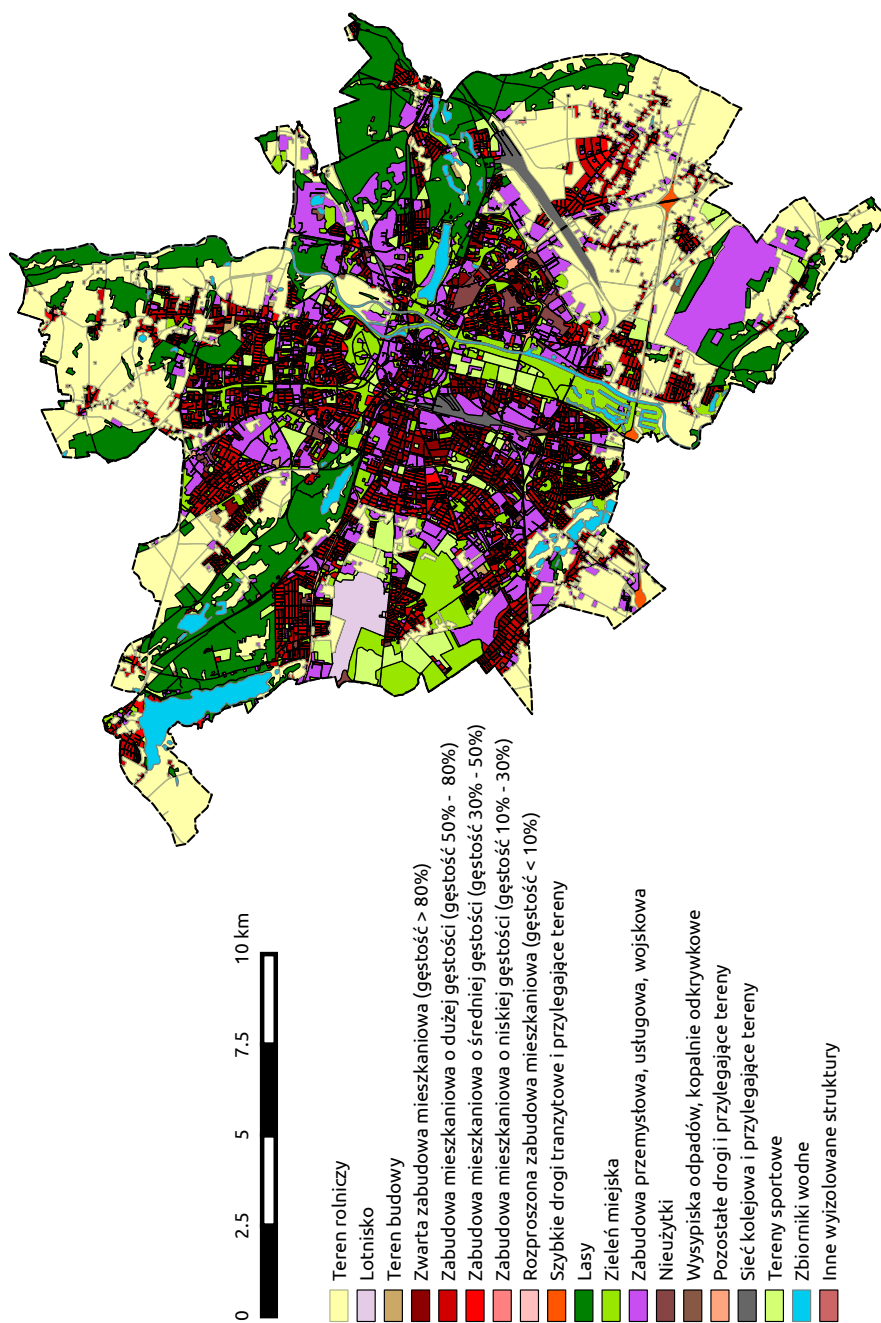 0 2.5 5 7.5 10 km
Teren rolniczy
Lotnisko
Teren budowy
Zwarta zabudowa mieszkaniowa (gęstość > 80%)
Zabudowa mieszkaniowa o dużej gęstości (gęstość 50% - 80%)
Zabudowa mieszkaniowa o średniej gęstości (gęstość 30% - 50%)
Zabudowa mieszkaniowa o niskiej gęstości (gęstość 10% - 30%)
Rozproszona zabudowa mieszkaniowa (gęstość < 10%)
Szybkie drogi tranzytowe i przylegające tereny
Lasy
Zieleń miejska
Zabudowa przemysłowa, usługowa, wojskowa
Nieużytki
Wysypiska odpadów, kopalnie odkrywkowe
Pozostałe drogi i przylegające tereny
Sieć kolejowa i przylegające tereny
Tereny sportowe
Zbiorniki wodne
Inne wyizolowane struktury